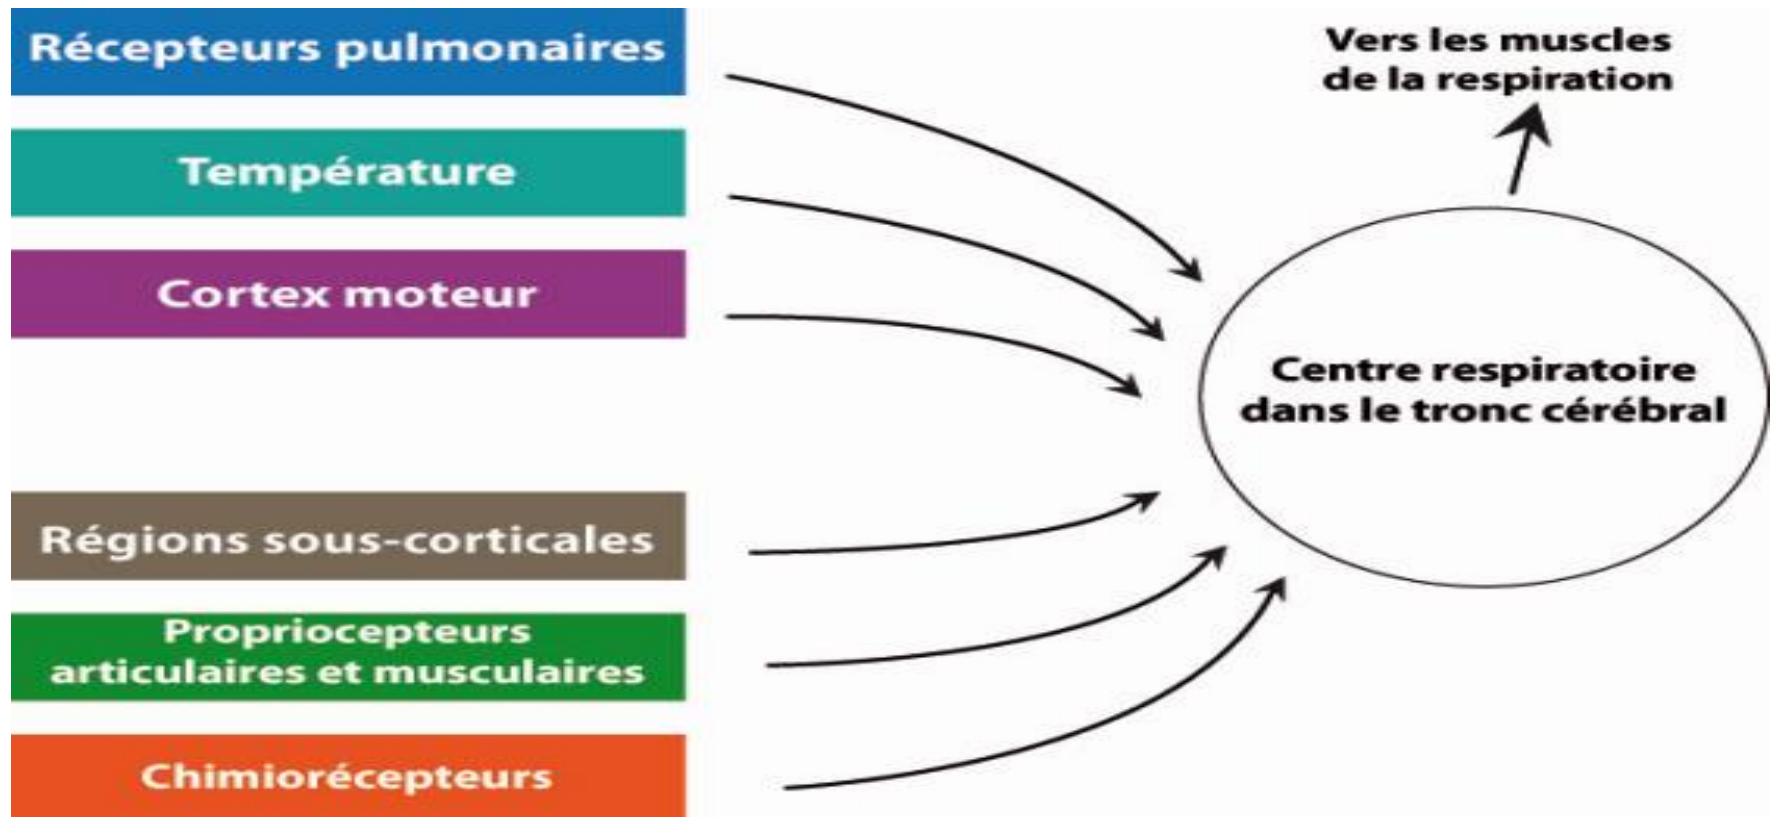 Récepteurs pulmonaires
Température
Cortex moteur
Régions sous-corticales
Propriocepteurs
articulaires et musculaires
Chimiorécepteurs
Vers les muscles
de la respiration
Centre respiratoire
dans le tronc cérébral